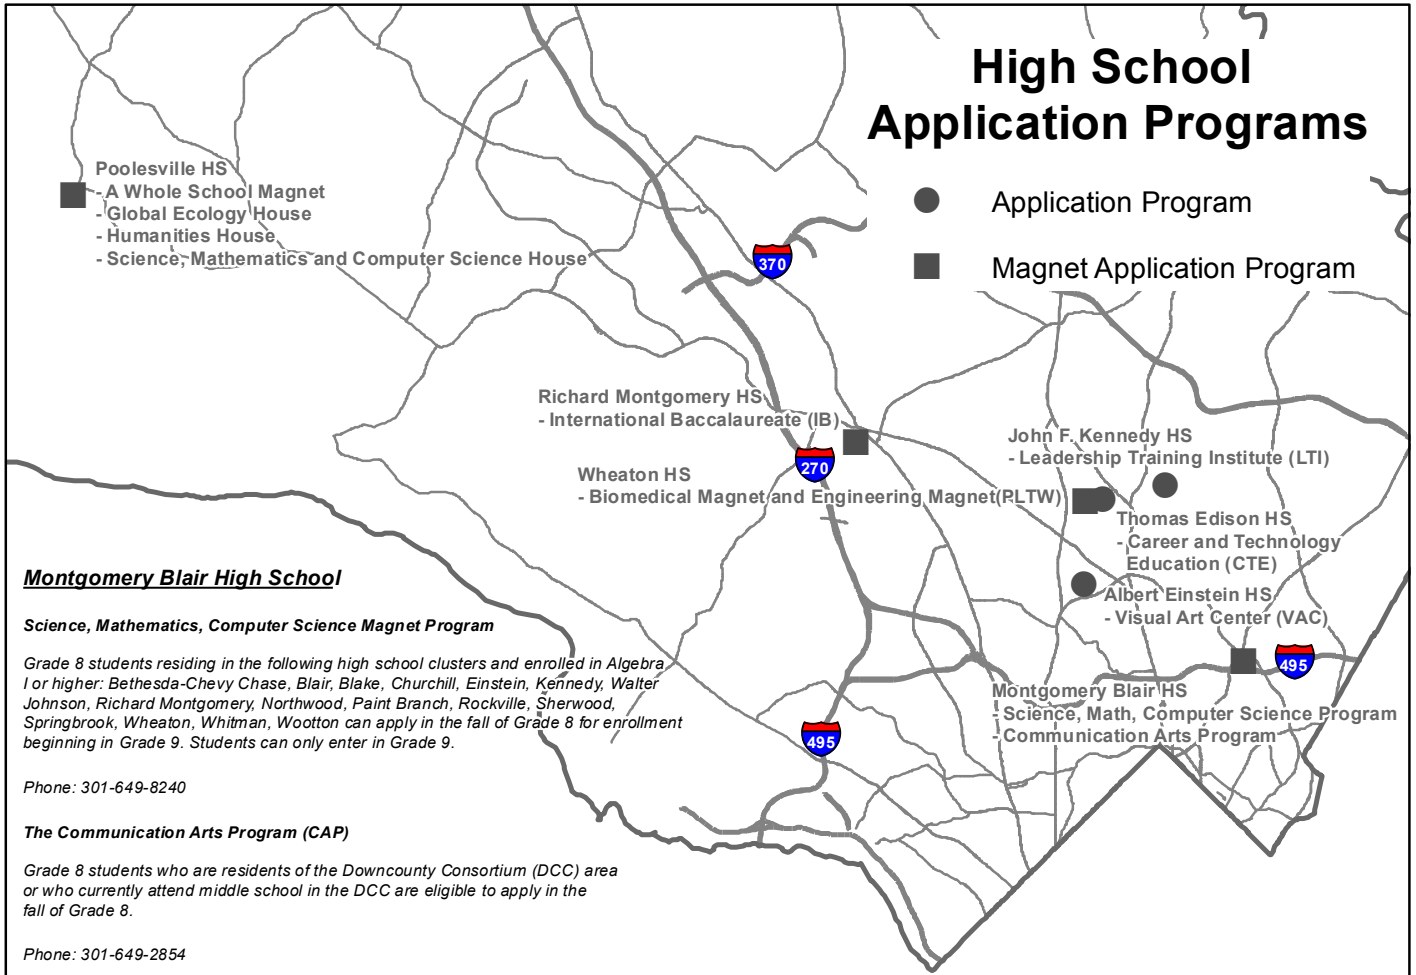 High School
Application Programs
Application Program
Magnet Application Program
Poolesville HS
- A Whole School Magnet
- Global Ecology House
- Humanities House
- Science, Mathematics and Computer Science House
370
Richard Montgomery HS
- International Baccalaureate (IB)
270
Wheaton HS
- Biomedical Magnet and Engineering Magnet(PLTW)
John F. Kennedy HS
- Leadership Training Institute (LTI)
Thomas Edison HS
- Career and Technology
Education (CTE)
Albert Einstein HS
- Visual Art Center (VAC)
495
Montgomery Blair HS
- Science, Math, Computer Science Program
- Communication Arts Program
495
Montgomery Blair High School
Science, Mathematics, Computer Science Magnet Program
Grade 8 students residing in the following high school clusters and enrolled in Algebra
I or higher: Bethesda-Chevy Chase, Blair, Blake, Churchill, Einstein, Kennedy, Walter
Johnson, Richard Montgomery, Northwood, Paint Branch, Rockville, Sherwood,
Springbrook, Wheaton, Whitman, Wootton can apply in the fall of Grade 8 for enrollment
beginning in Grade 9. Students can only enter in Grade 9.
Phone: 301-649-8240
The Communication Arts Program (CAP)
Grade 8 students who are residents of the Downcounty Consortium (DCC) area
or who currently attend middle school in the DCC are eligible to apply in the
fall of Grade 8.
Phone: 301-649-2854